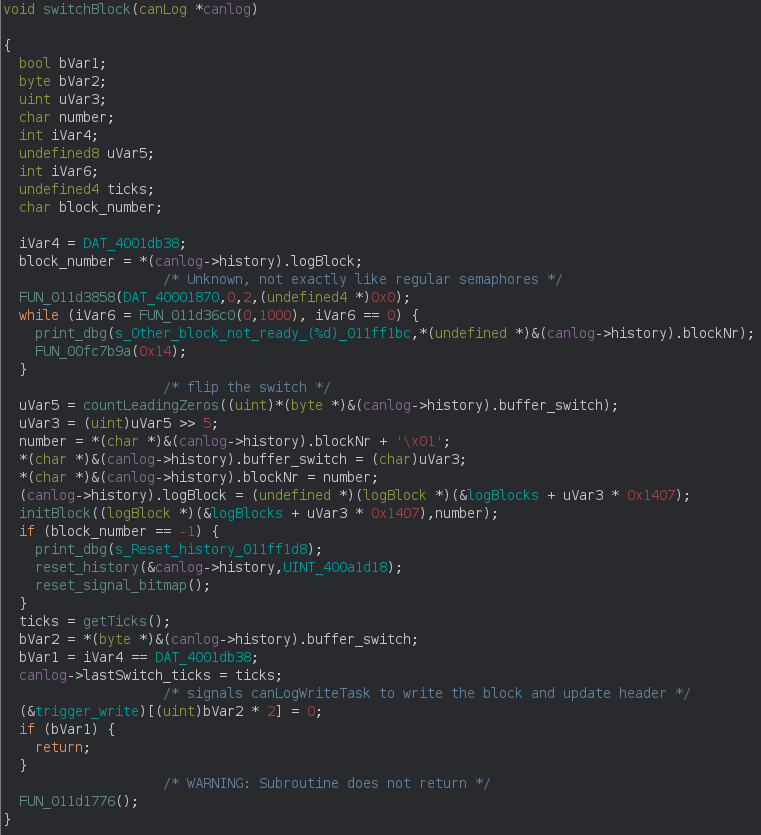 void switchBlock(canLog *canlog)
{
bool bVar1;
byte bVar2;
uint uVar3;
char number;
int iVar4;
undefined8 uVar5;
int iVar6;
undefined4 ticks;
char block_number;
iVar4 = DAT_4001db38;
block_number = *(canlog->history).logBlock;
/* Unknown, not exactly like regular semaphores */
FUN_011d3858(DAT_40001870,0,2,(undefined4 *)0x0);
while (iVar6 = FUN_011d36c0(0,1000), iVar6 == 0) {
print_dbg(s_Other_block_not_ready_(%d)_011ff1bc,*(undefined *)&(canlog->history).blockNr);
FUN_00fc7b9a(0x14);
}
/* flip the switch */
uVar5 = countLeadingZeros((uint)*(byte *)&(canlog->history).buffer_switch);
uVar3 = (uint)uVar5 >> 5;
number = *(char *)&(canlog->history).blockNr + '\x01';
*(char *)&(canlog->history).buffer_switch = (char)uVar3;
*(char *)&(canlog->history).blockNr = number;
(canlog->history).logBlock = (undefined *)(logBlock *)(&logBlocks + uVar3 * 0x1407);
initBlock((logBlock *)(&logBlocks + uVar3 * 0x1407),number);
if (block_number == -1) {
print_dbg(s_Reset_history_011ff1d8);
reset_history(&canlog->history,UINT_400a1d18);
reset_signal_bitmap();
}
ticks = getTicks();
bVar2 = *(byte *)&(canlog->history).buffer_switch;
bVar1 = iVar4 == DAT_4001db38;
canlog->lastSwitch_ticks = ticks;
/* signals canLogWriteTask to write the block and update header */
(&trigger_write)[(uint)bVar2 * 2] = 0;
if (bVar1) {
return;
}
/* WARNING: Subroutine does not return */
FUN_011d1776();
}